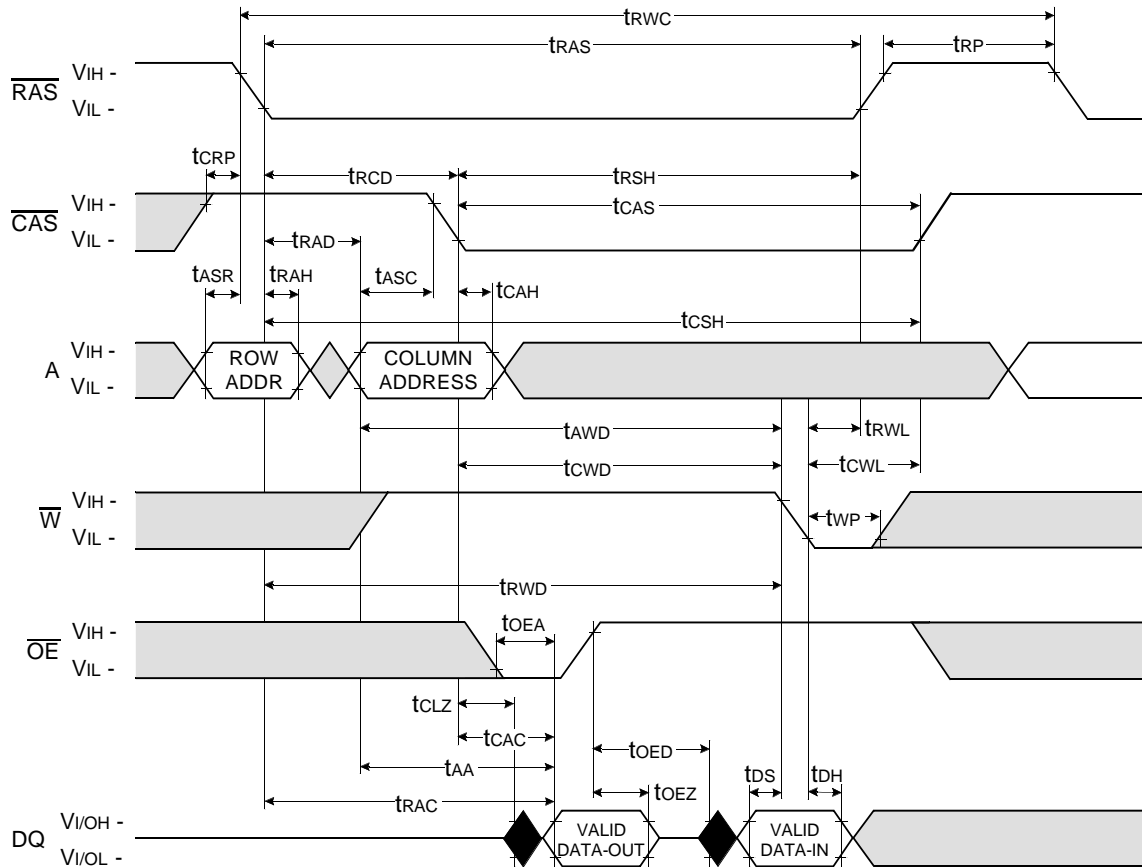 tRWC
tRAS
tRP
RAS
VIH -
VIL -
tCRP
tRCD
tRSH
CAS
VIH -
VIL -
tCAS
tRAD
tASR
tRAH
tASC
tCAH
tCSH
A
VIH -
VIL -
ROW
ADDR
COLUMN
ADDRESS
tAWD
tRWL
tCWD
tCWL
W
VIH -
VIL -
tWP
tRWD
OE
VIH -
VIL -
tOEA
tCLZ
tCAC
tOED
tAA
tDS
tDH
tOEZ
tRAC
DQ
VI/OH -
VI/OL -
VALID
DATA-OUT
VALID
DATA-IN